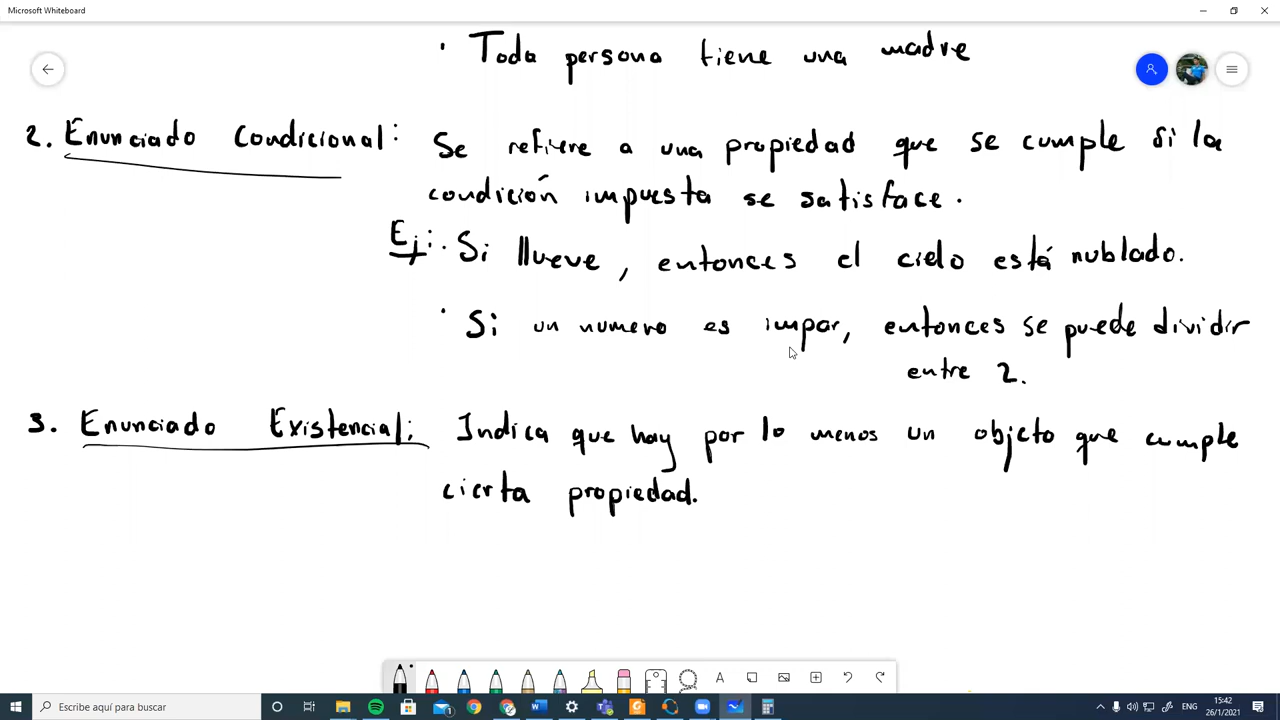 Microsoft Whiteboard
· Toda persona tiene una madre
2. Enunciado Condicional: Se refiere a una propiedad que se cumple si la
condición impuesta se satisface.
Ej: · Si llueve, entonces el cielo está nublado.
· Si un numero es impar, entonces se puede dividir
entre 2.
3. Enunciado Existencial: Indica que hay por lo menos un objeto que cumple
cierta propiedad.
Escribe aquí para buscar
ENG
15:42
26/1/2021